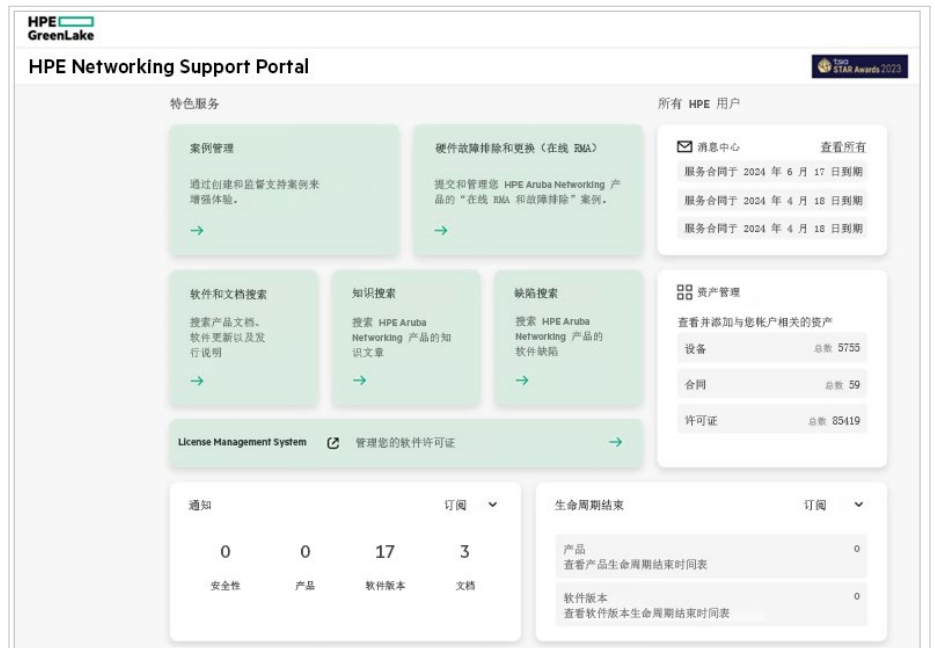 HPE
GreenLake
HPE Networking Support Portal
tsia
STAR Awards 2023
特色服务
案例管理
通过创建和监督支持案例来
增强体验。
硬件故障排除和更换（在线 RMA）
提交和管理您 HPE Aruba Networking 产
品的“在线 RMA 和故障排除”案例。
软件和文档搜索
搜索产品文档、
软件更新以及发
行说明
知识搜索
搜索 HPE Aruba
Networking 产品的知
识文章
缺陷搜索
搜索 HPE Aruba
Networking 产品的
软件缺陷
License Management System
管理您的软件许可证
所有 HPE 用户
消息中心
查看所有
服务合同于 2024 年 6 月 17 日到期
服务合同于 2024 年 4 月 18 日到期
服务合同于 2024 年 4 月 18 日到期
资产管理
查看并添加与您帐户相关的资产
设备 总数 5755
合同 总数 59
许可证 总数 85419
通知
订阅
0 0 17 3
安全性 产品 软件版本 文档
生命周期结束
订阅
产品 0
查看产品生命周期结束时间表
软件版本 0
查看软件版本生命周期结束时间表